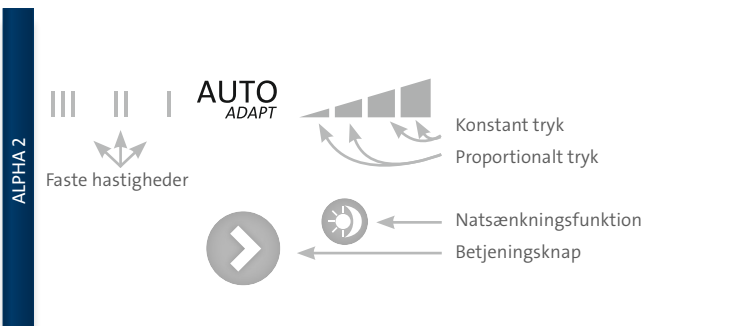 ALPHA 2
III II I
AUTO
ADAPT
Konstant tryk
Proportionalt tryk
Faste hastigheder
Natsænkningsfunktion
Betjeningsknap